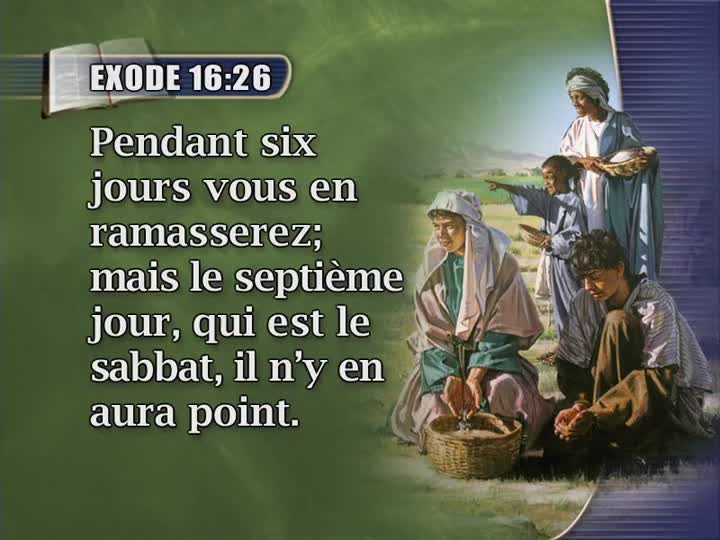 EXODE 16:26
Pendant six
jours vous en
ramasserez;
mais le septième
jour, qui est le
sabbat, il n’y en
aura point.